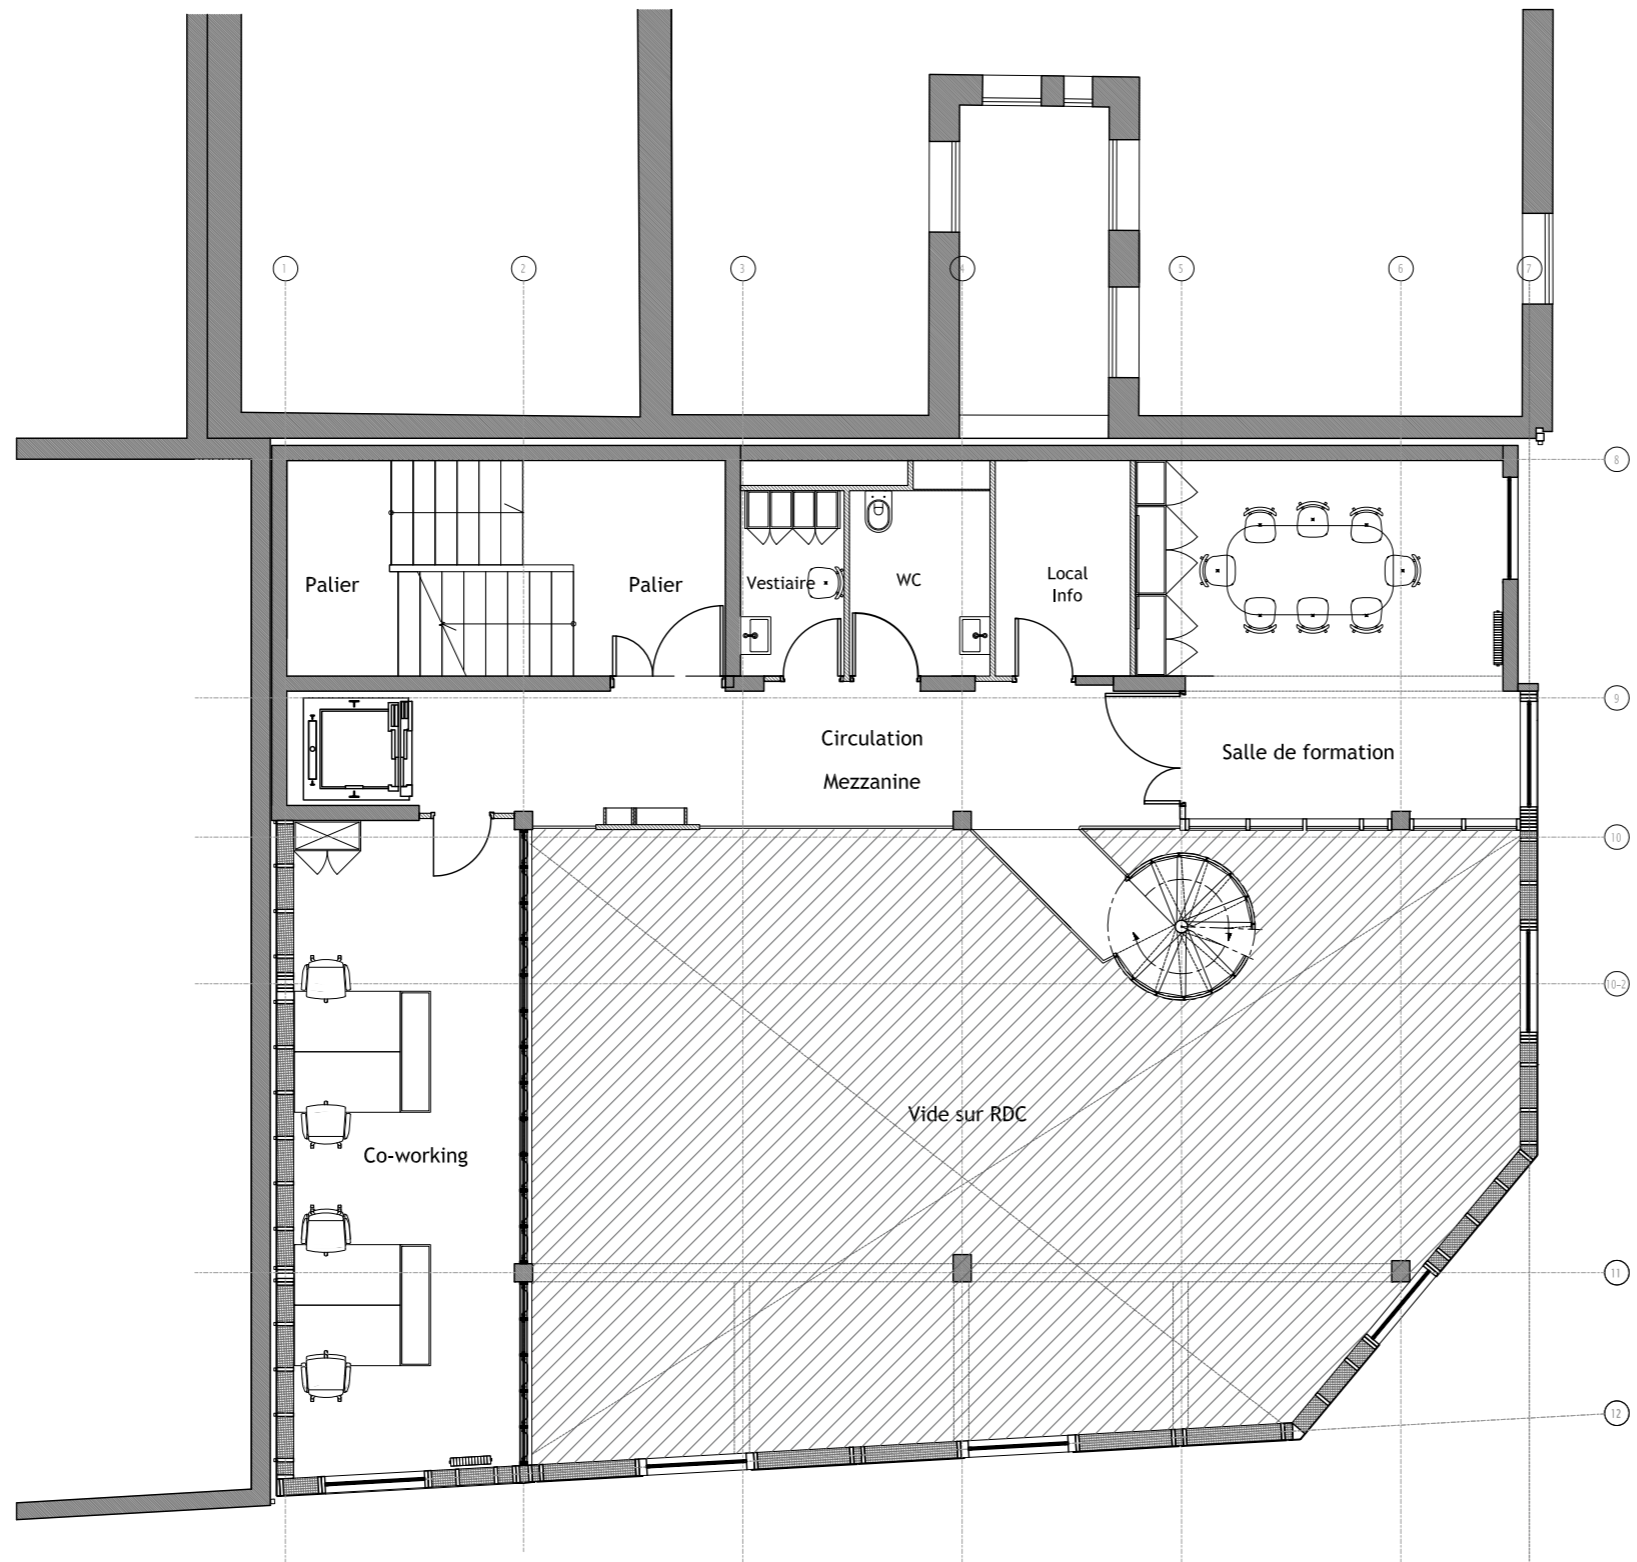 1
2
3
4
5
6
7
8
Palier
Palier
Vestiaire
WC
Local
Info
9
Circulation
Mezzanine
Salle de formation
10
10-2
Vide sur RDC
Co-working
11
12